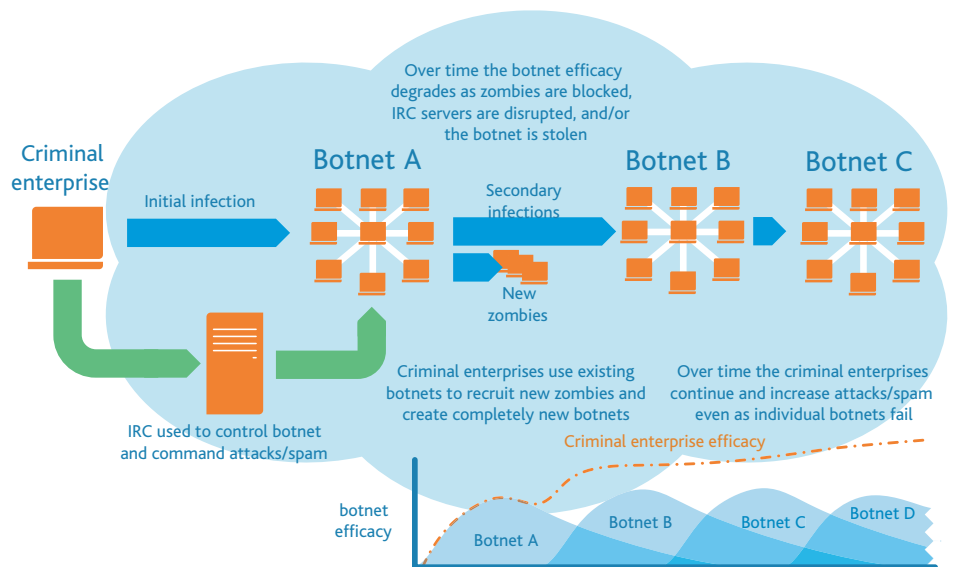 Over time the botnet efficacy
degrades as zombies are blocked,
IRC servers are disrupted, and/or
the botnet is stolen
Criminal
enterprise
Botnet A
Botnet B
Botnet C
Initial infection
Secondary
infections
New
zombies
IRC used to control botnet
and command attacks/spam
Criminal enterprises use existing
botnets to recruit new zombies and
create completely new botnets
Over time the criminal enterprises
continue and increase attacks/spam
even as individual botnets fail
Criminal enterprise efficacy
botnet
efficacy
Botnet A
Botnet B
Botnet C
Botnet D